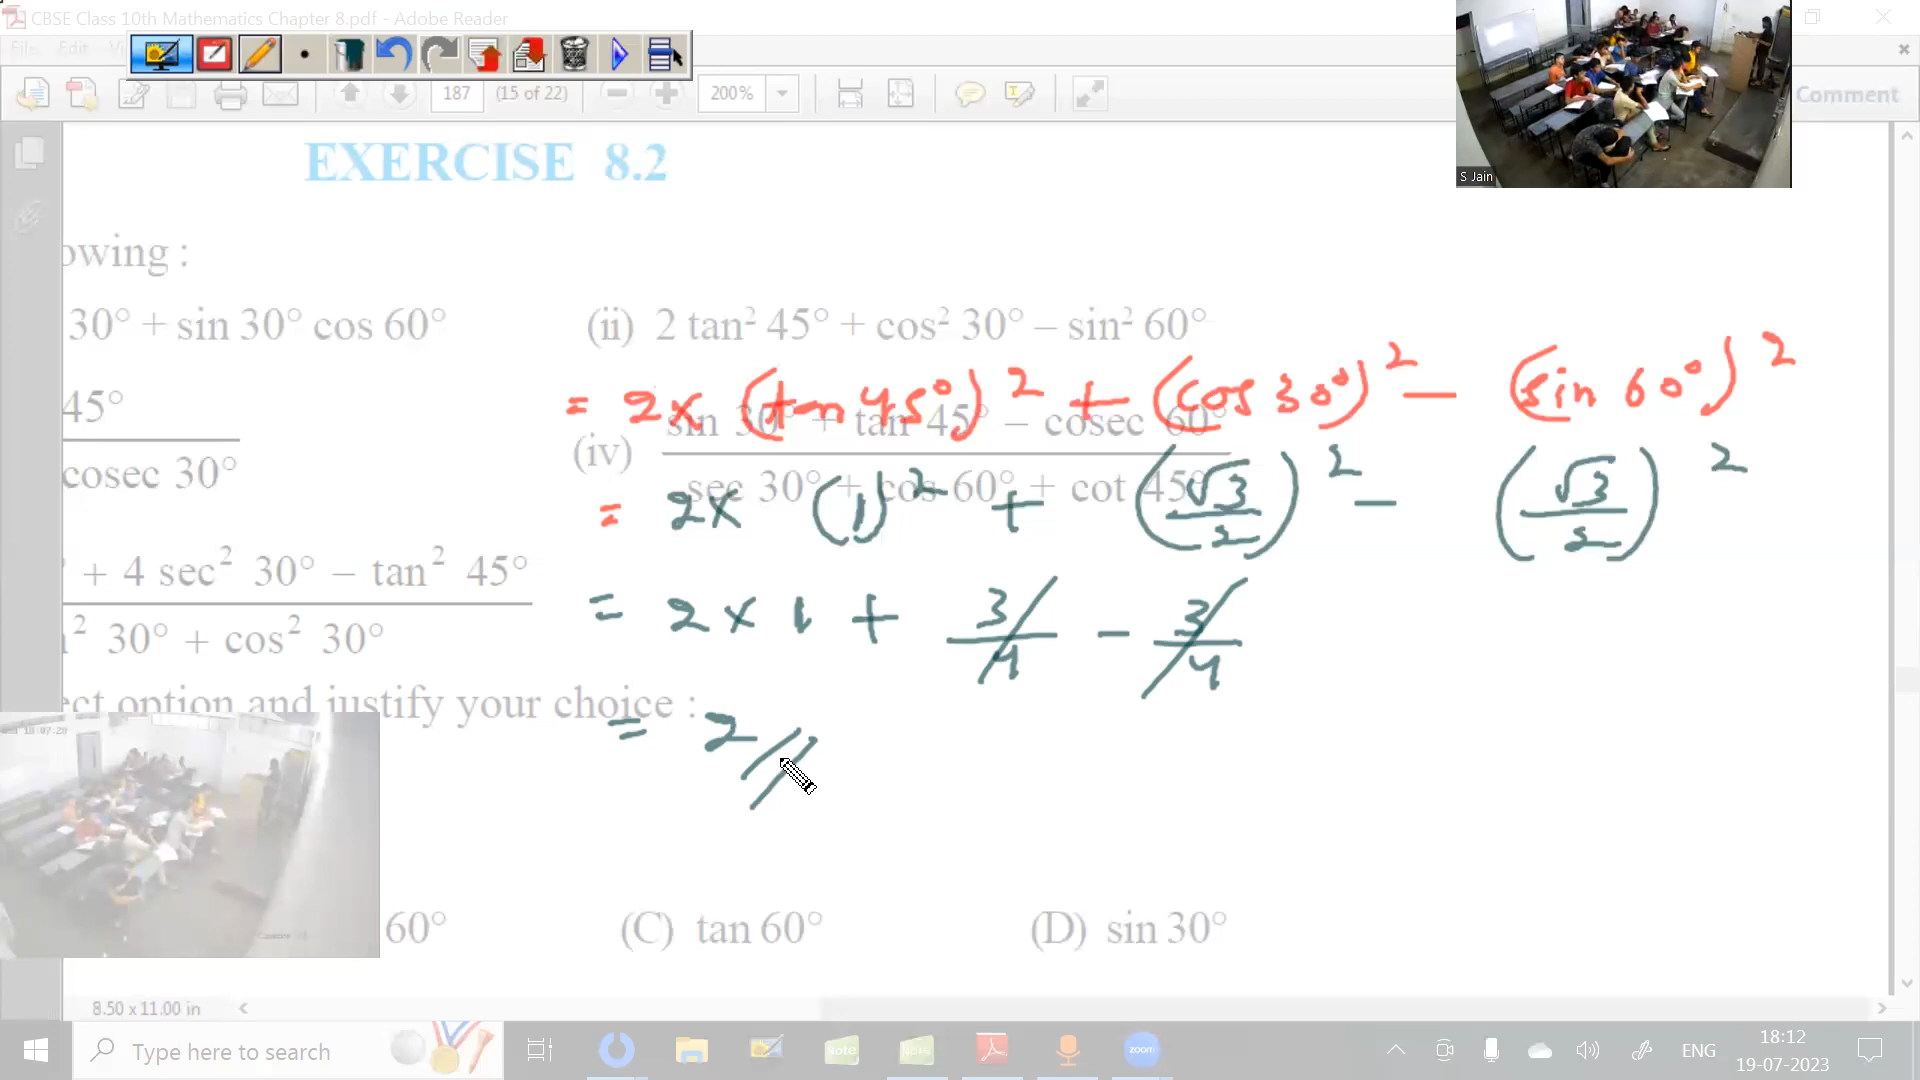 CBSE Class 10th Mathematics Chapter 8.pdf - Adobe Reader
File Edit
187 (15 of 22) 200% Comment
S Jain
EXERCISE 8.2
owing :
30° + sin 30° cos 60° (ii) 2 tan² 45° + cos² 30° – sin² 60°
= 2 × (tan 45°)² + (cos 30°)² – (sin 60°)²
45°
cosec 30°
(iv) sin 30° + tan 45° – cosec 60°
sec 30° + cos 60° + cot 45°
= 2 × (1)² + (√3/2)² – (√3/2)²
+ 4 sec² 30° – tan² 45°
² 30° + cos² 30°
= 2 × 1 + 3/4 – 3/4
ect option and justify your choice :
= 2
60° (C) tan 60° (D) sin 30°
8.50 x 11.00 in
Type here to search
Note
zoom
ENG
18:12
19-07-2023